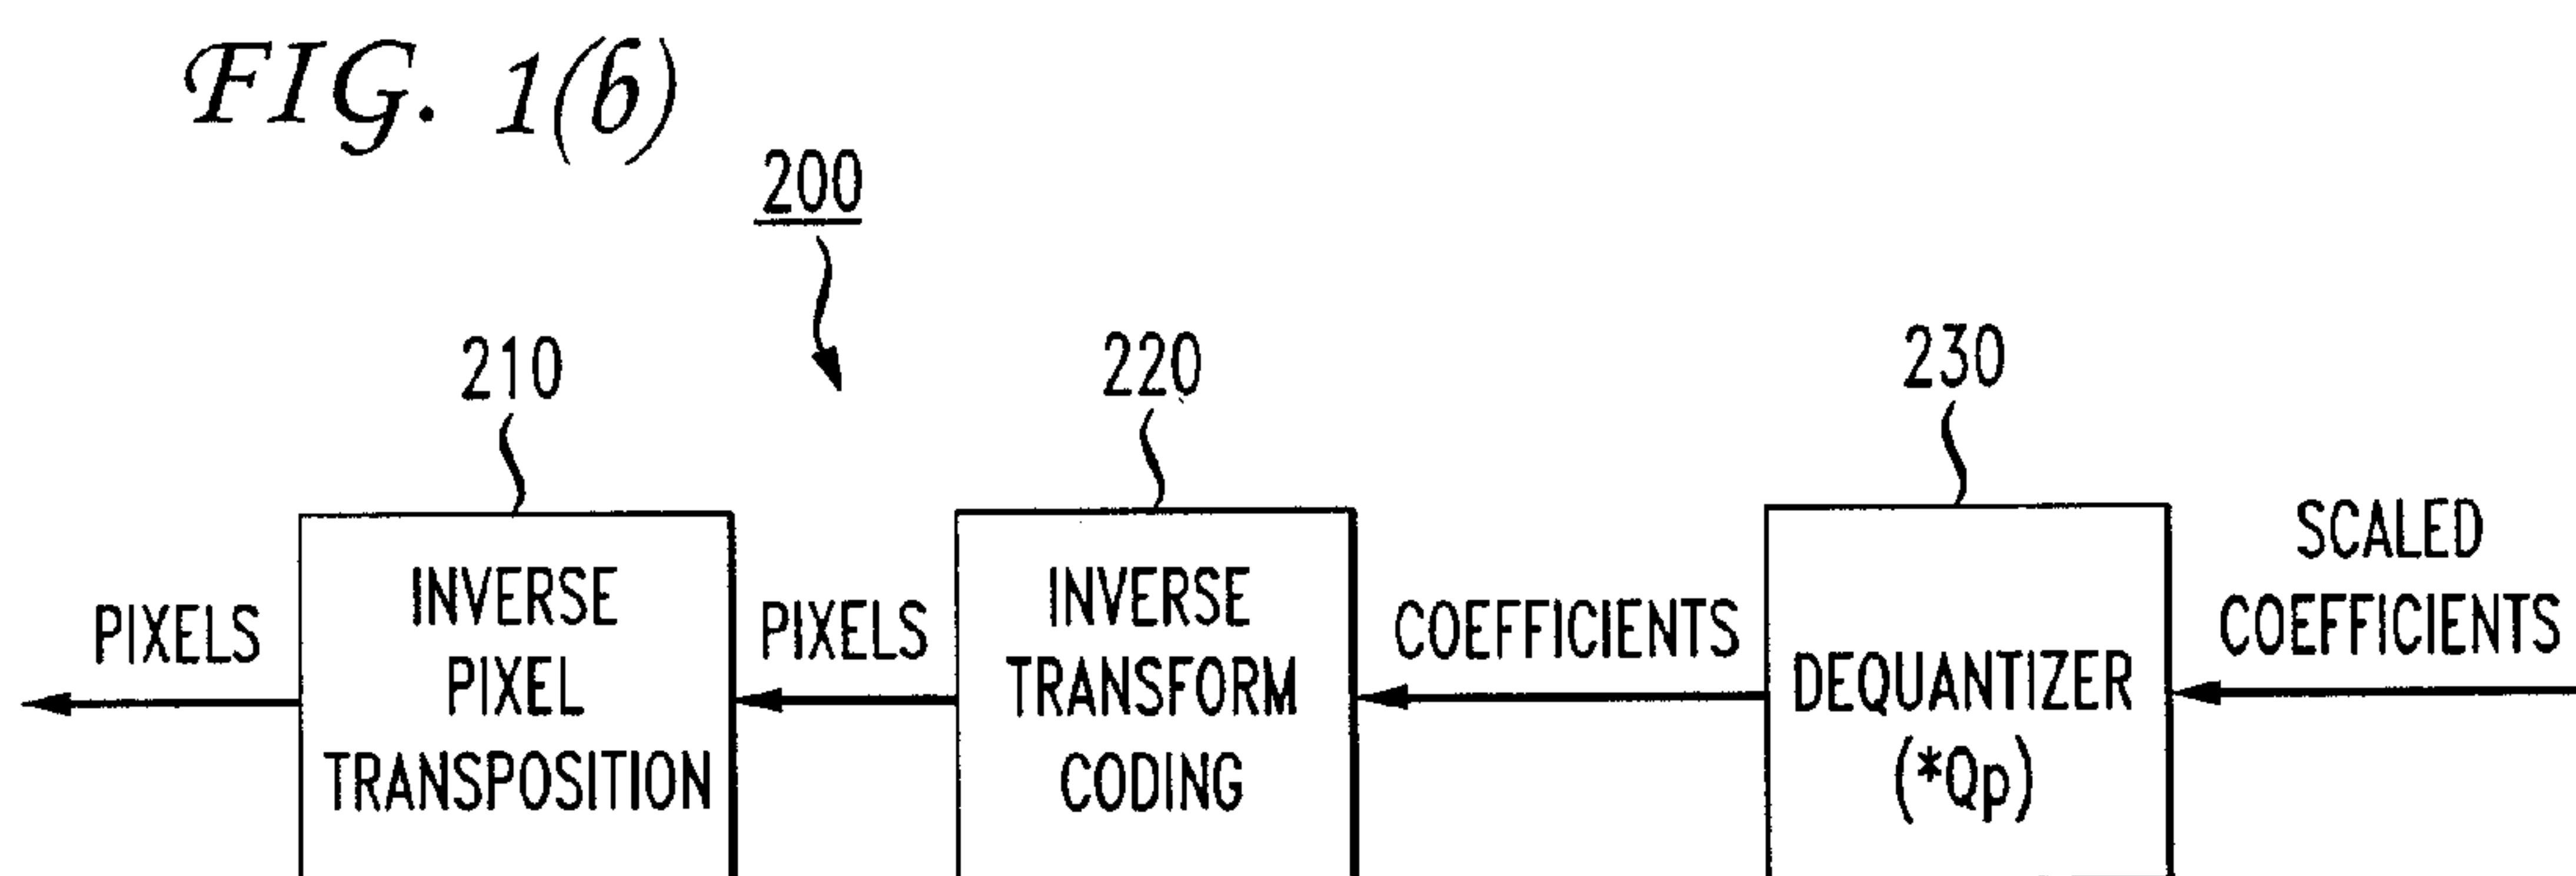 FIG. 1(b)
200
210
220
230
PIXELS
INVERSE
PIXEL
TRANSPOSITION
PIXELS
INVERSE
TRANSFORM
CODING
COEFFICIENTS
DEQUANTIZER
(*Qp)
SCALED
COEFFICIENTS